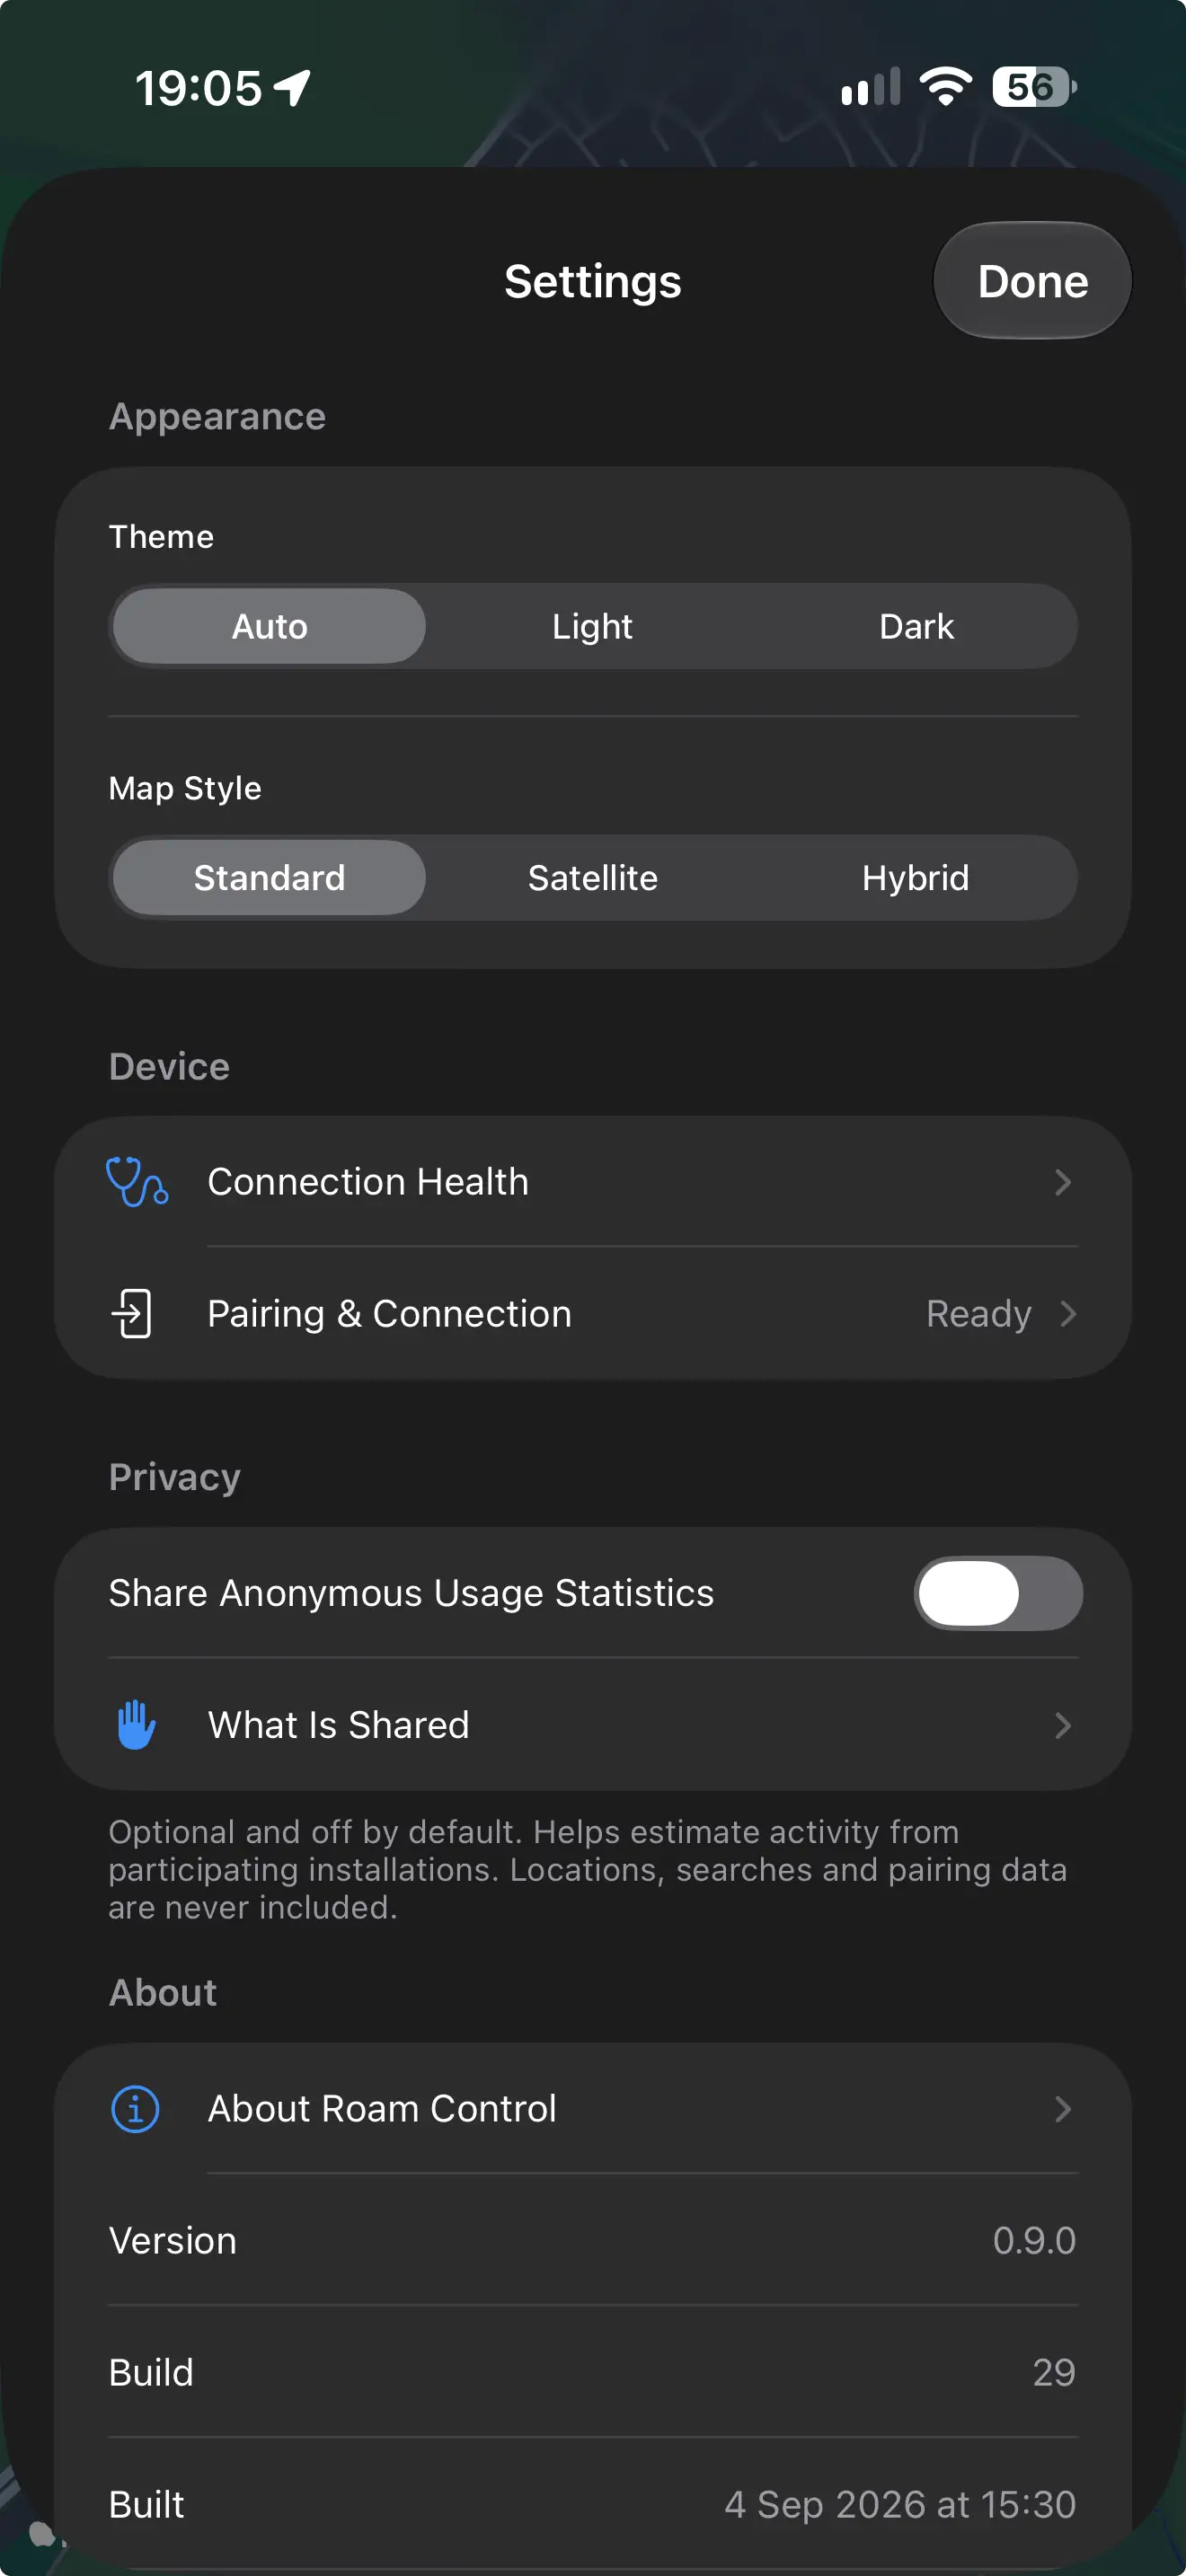 19:05
56
Settings
Done
Appearance
Theme
Auto
Light
Dark
Map Style
Standard
Satellite
Hybrid
Device
Connection Health
Pairing & Connection
Ready
Privacy
Share Anonymous Usage Statistics
What Is Shared
Optional and off by default. Helps estimate activity from
participating installations. Locations, searches and pairing data
are never included.
About
About Roam Control
Version
0.9.0
Build
29
Built
4 Sep 2026 at 15:30